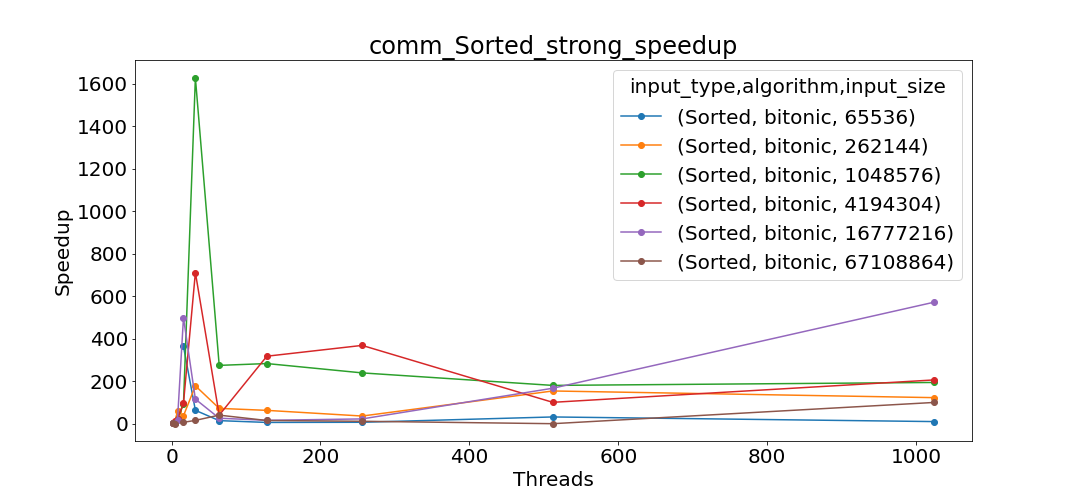 comm_Sorted_strong_speedup
input_type,algorithm,input_size
(Sorted, bitonic, 65536)
(Sorted, bitonic, 262144)
(Sorted, bitonic, 1048576)
(Sorted, bitonic, 4194304)
(Sorted, bitonic, 16777216)
(Sorted, bitonic, 67108864)
Speedup
1600
1400
1200
1000
800
600
400
200
0
0 200 400 600 800 1000
Threads